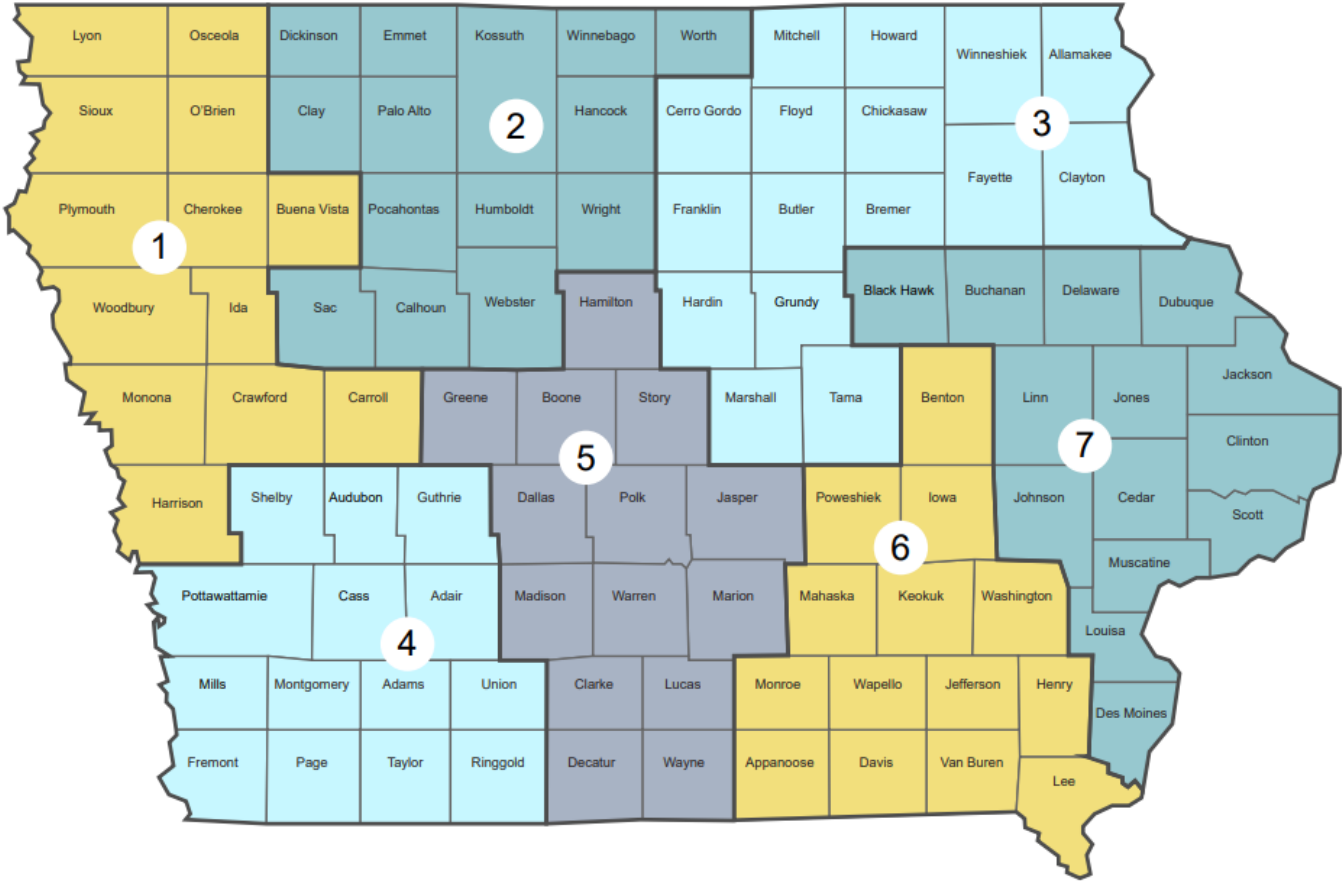 Lyon
Osceola
Dickinson
Emmet
Kossuth
Winnebago
Worth
Mitchell
Howard
Winneshiek
Allamakee
Sioux
O'Brien
Clay
Palo Alto
2
Hancock
Cerro Gordo
Floyd
Chickasaw
3
Plymouth
Cherokee
Buena Vista
Pocahontas
Humboldt
Wright
Franklin
Butler
Bremer
Fayette
Clayton
1
Woodbury
Ida
Sac
Calhoun
Webster
Hamilton
Hardin
Grundy
Black Hawk
Buchanan
Delaware
Dubuque
Monona
Crawford
Carroll
Greene
Boone
Story
Marshall
Tama
Benton
Linn
Jones
Jackson
5
7
Clinton
Harrison
Shelby
Audubon
Guthrie
Dallas
Polk
Jasper
Poweshiek
Iowa
Johnson
Cedar
Scott
6
Muscatine
Pottawattamie
Cass
Adair
Madison
Warren
Marion
Mahaska
Keokuk
Washington
Louisa
4
Mills
Montgomery
Adams
Union
Clarke
Lucas
Monroe
Wapello
Jefferson
Henry
Des Moines
Fremont
Page
Taylor
Ringgold
Decatur
Wayne
Appanoose
Davis
Van Buren
Lee